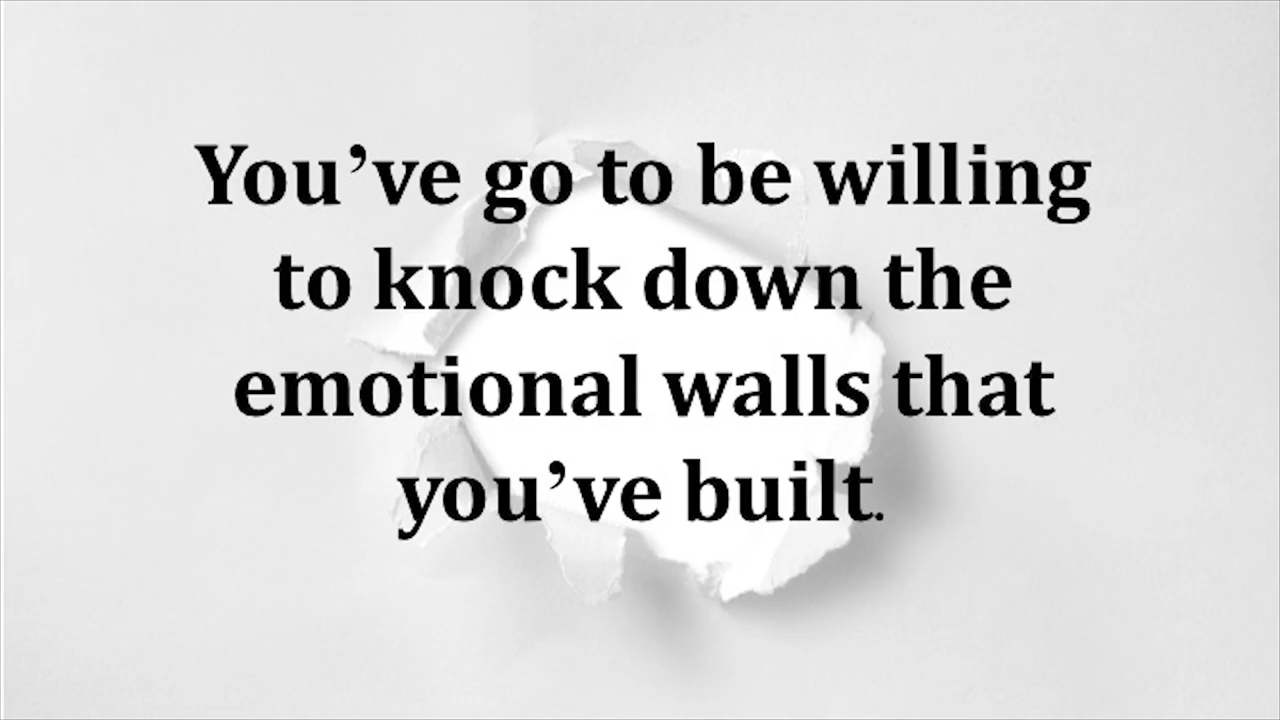 You’ve go to be willing
to knock down the
emotional walls that
you’ve built.